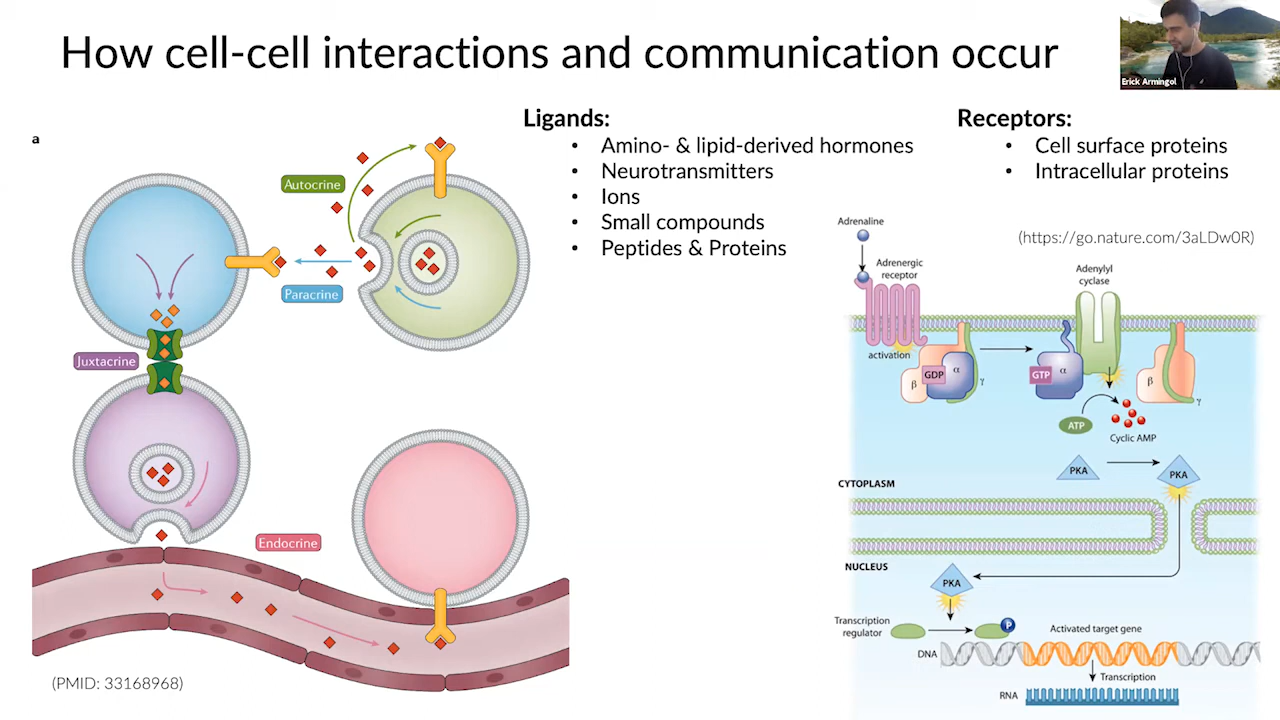 How cell-cell interactions and communication occur
Erick Armingol
a
Autocrine
Paracrine
Juxtacrine
Endocrine
(PMID: 33168968)
Ligands:
• Amino- & lipid-derived hormones
• Neurotransmitters
• Ions
• Small compounds
• Peptides & Proteins
Receptors:
• Cell surface proteins
• Intracellular proteins
(https://go.nature.com/3aLDw0R)
Adrenaline
Adrenergic
receptor
Adenylyl
cyclase
activation
GDP
α
β
γ
GTP
α
β
γ
ATP
Cyclic AMP
PKA
PKA
CYTOPLASM
NUCLEUS
PKA
Transcription
regulator
P
Activated target gene
DNA
Transcription
RNA